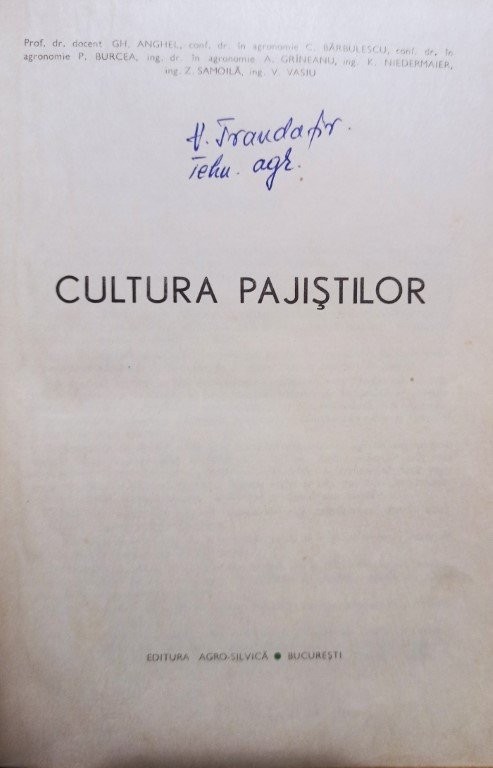 Prof. dr. docent GH. ANGHEL, conf. dr. în agronomie C. BĂRBULESCU, conf. dr. în
agronomie P. BURCEA, ing. dr. în agronomie A. GRÎNEANU, ing. K. NIEDERMAIER,
ing. Z. SAMOILĂ, ing. V. VASIU
V. Trandafir.
Tehn. agr.
CULTURA PAJIȘTILOR
EDITURA AGRO-SILVICĂ ● BUCUREȘTI